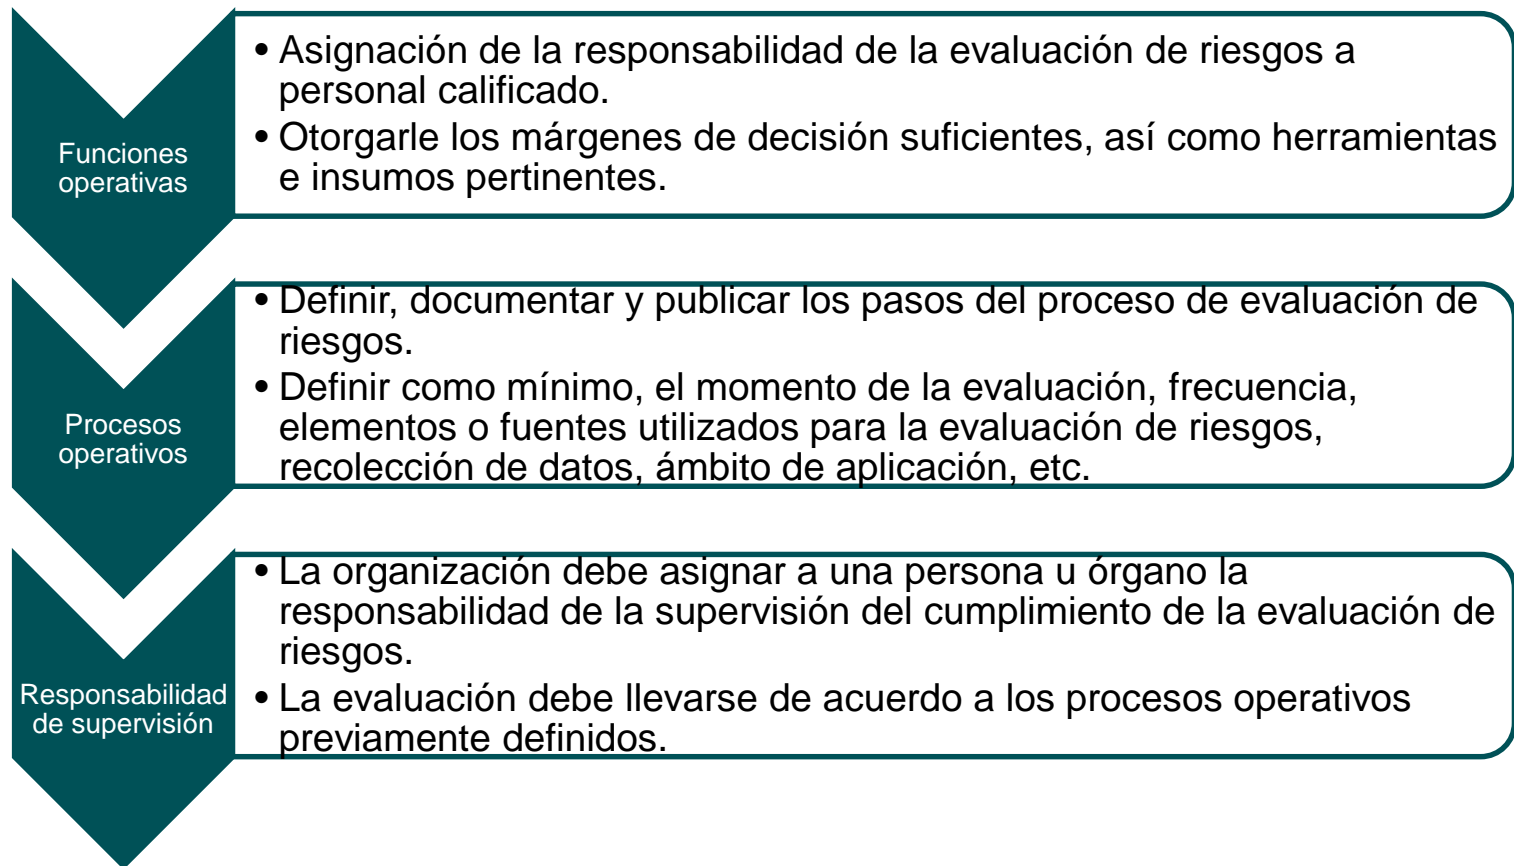 Funciones
operativas
• Asignación de la responsabilidad de la evaluación de riesgos a
personal calificado.
• Otorgarle los márgenes de decisión suficientes, así como herramientas
e insumos pertinentes.
Procesos
operativos
• Definir, documentar y publicar los pasos del proceso de evaluación de
riesgos.
• Definir como mínimo, el momento de la evaluación, frecuencia,
elementos o fuentes utilizados para la evaluación de riesgos,
recolección de datos, ámbito de aplicación, etc.
Responsabilidad
de supervisión
• La organización debe asignar a una persona u órgano la
responsabilidad de la supervisión del cumplimiento de la evaluación de
riesgos.
• La evaluación debe llevarse de acuerdo a los procesos operativos
previamente definidos.